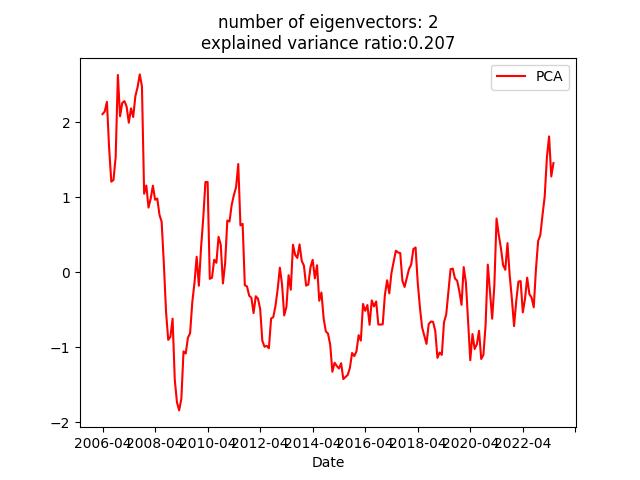 number of eigenvectors: 2
explained variance ratio:0.207
PCA
2
1
0
−1
−2
2006-04 2008-04 2010-04 2012-04 2014-04 2016-04 2018-04 2020-04 2022-04
Date